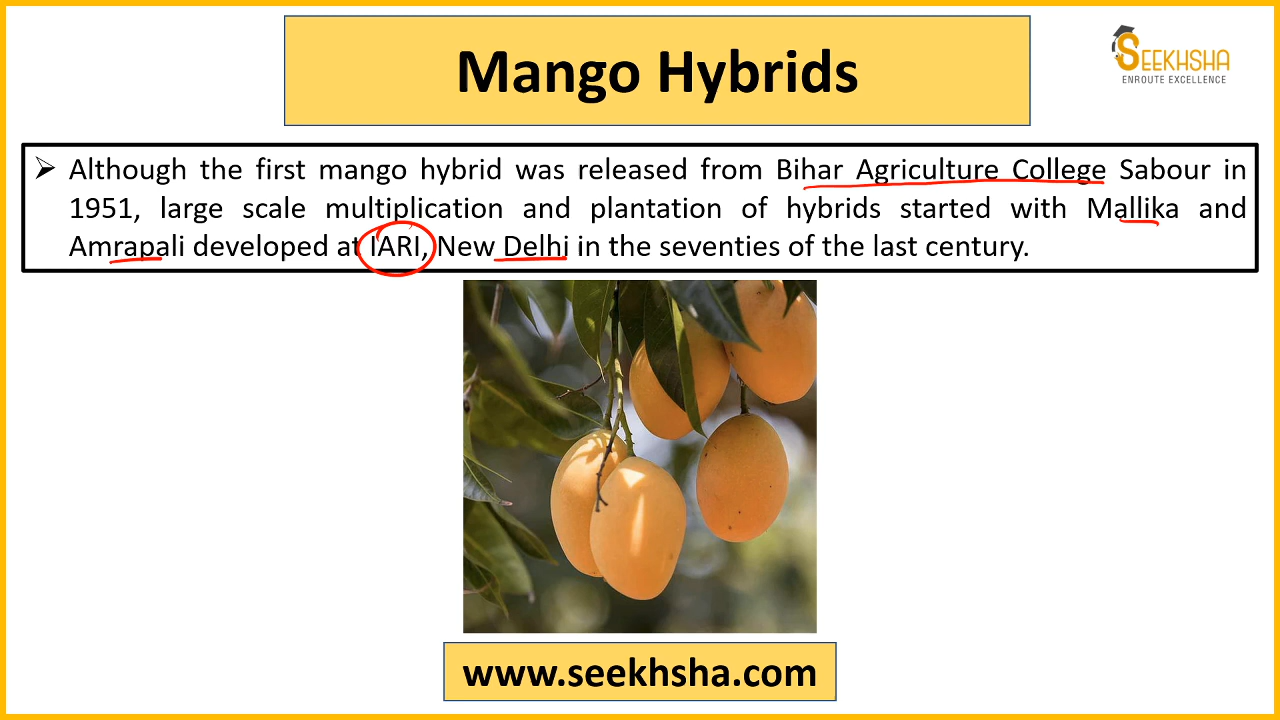 Mango Hybrids
SEEKHSHA
ENROUTE EXCELLENCE
➢ Although the first mango hybrid was released from Bihar Agriculture College Sabour in
1951, large scale multiplication and plantation of hybrids started with Mallika and
Amrapali developed at IARI, New Delhi in the seventies of the last century.
www.seekhsha.com